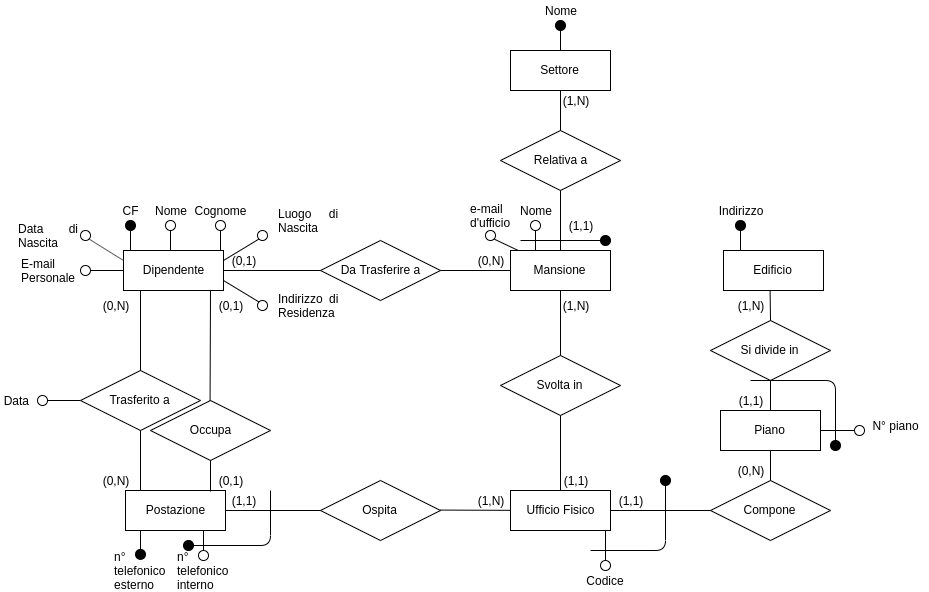 Nome
Settore
(1,N)
Relativa a
(1,1)
e-mail
d'ufficio
Nome
Mansione
CF
Nome
Cognome
Luogo di
Nascita
Data di
Nascita
E-mail
Personale
Dipendente
(0,1)
Da Trasferire a
(0,N)
Indirizzo di
Residenza
Indirizzo
Edificio
(0,N)
(0,1)
(1,N)
(1,N)
Si divide in
Svolta in
Data
Trasferito a
Occupa
(1,1)
Piano
N° piano
(0,N)
(0,N)
(0,1)
(1,1)
Postazione
(1,1)
Ospita
(1,N)
Ufficio Fisico
(1,1)
Compone
n°
telefonico
esterno
n°
telefonico
interno
Codice